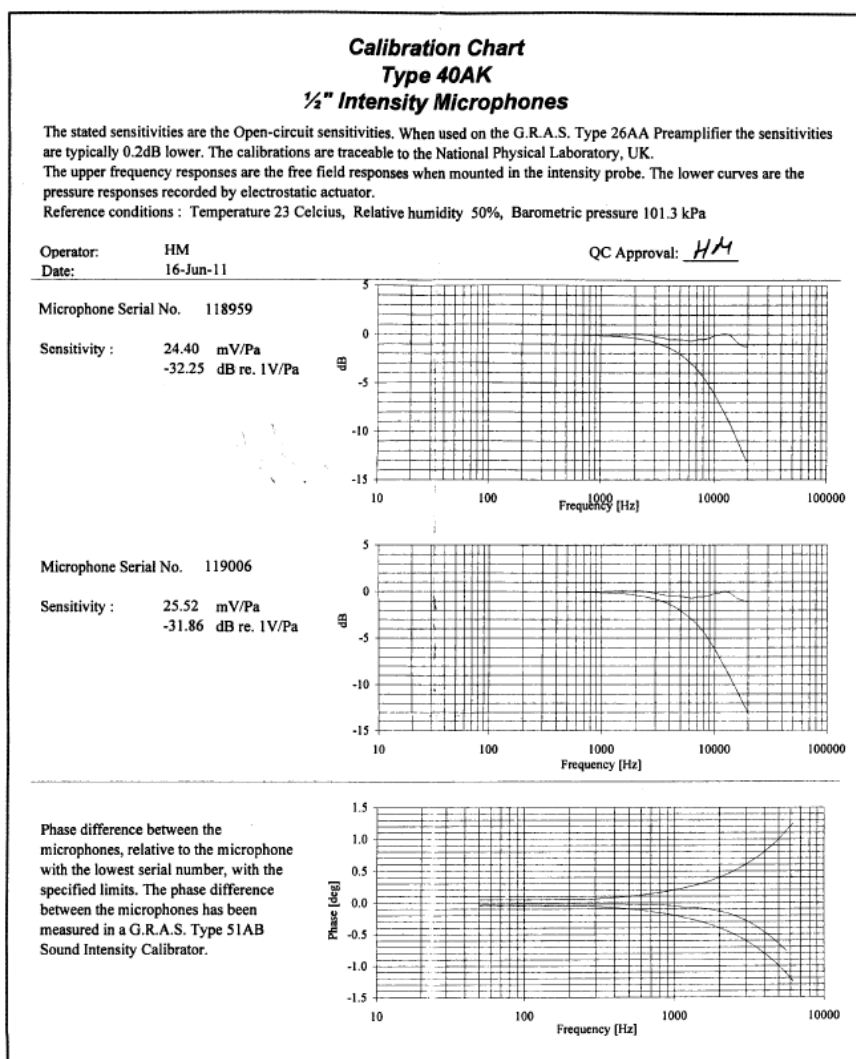 Calibration Chart
Type 40AK
½" Intensity Microphones
The stated sensitivities are the Open-circuit sensitivities. When used on the G.R.A.S. Type 26AA Preamplifier the sensitivities
are typically 0.2dB lower. The calibrations are traceable to the National Physical Laboratory, UK.
The upper frequency responses are the free field responses when mounted in the intensity probe. The lower curves are the
pressure responses recorded by electrostatic actuator.
Reference conditions : Temperature 23 Celcius, Relative humidity 50%, Barometric pressure 101.3 kPa
Operator: HM
QC Approval: HM
Date: 16-Jun-11
Microphone Serial No. 118959
Sensitivity : 24.40 mV/Pa
-32.25 dB re. 1V/Pa
5
0
-5
-10
-15
dB
10 100 1000 10000 100000
Frequency [Hz]
Microphone Serial No. 119006
Sensitivity : 25.52 mV/Pa
-31.86 dB re. 1V/Pa
5
0
-5
-10
-15
dB
10 100 1000 10000 100000
Frequency [Hz]
Phase difference between the
microphones, relative to the microphone
with the lowest serial number, with the
specified limits. The phase difference
between the microphones has been
measured in a G.R.A.S. Type 51AB
Sound Intensity Calibrator.
1.5
1.0
0.5
0.0
-0.5
-1.0
-1.5
Phase [deg]
10 100 1000 10000
Frequency [Hz]